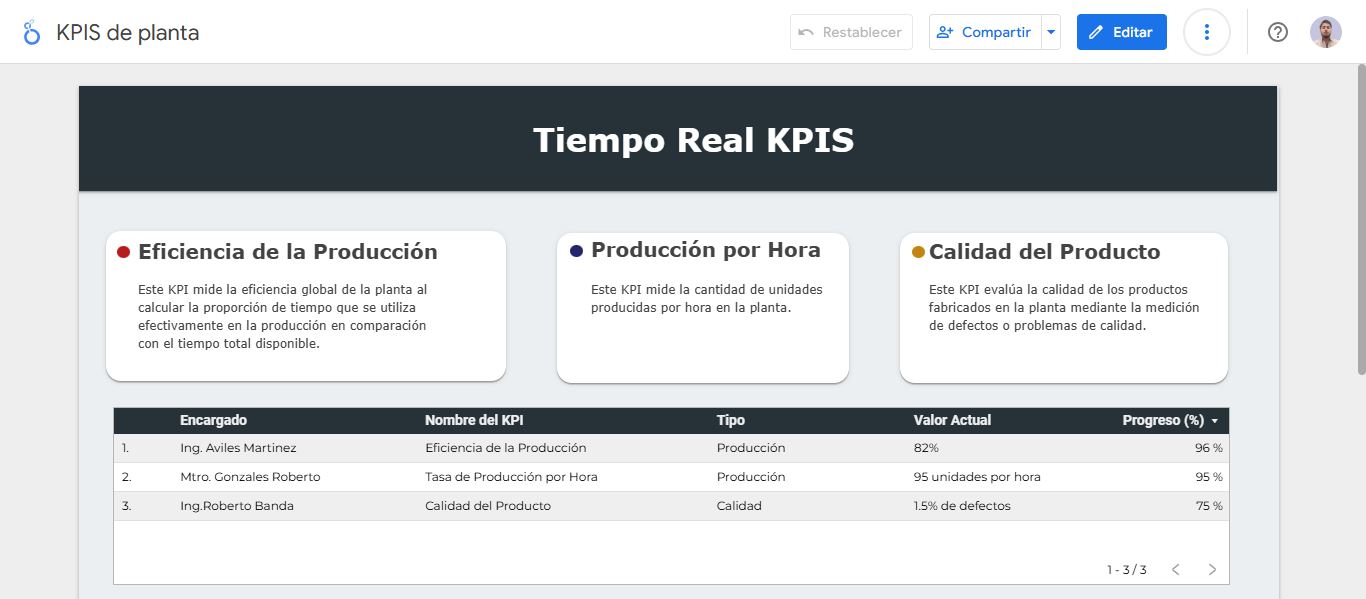 KPIS de planta
Restablecer
Compartir
Editar
Tiempo Real KPIS
Eficiencia de la Producción
Este KPI mide la eficiencia global de la planta al
calcular la proporción de tiempo que se utiliza
efectivamente en la producción en comparación
con el tiempo total disponible.
Producción por Hora
Este KPI mide la cantidad de unidades
producidas por hora en la planta.
Calidad del Producto
Este KPI evalúa la calidad de los productos
fabricados en la planta mediante la medición
de defectos o problemas de calidad.
Encargado Nombre del KPI Tipo Valor Actual Progreso (%)
1. Ing. Aviles Martinez Eficiencia de la Producción Producción 82% 96 %
2. Mtro. Gonzales Roberto Tasa de Producción por Hora Producción 95 unidades por hora 95 %
3. Ing.Roberto Banda Calidad del Producto Calidad 1.5% de defectos 75 %
1 - 3 / 3